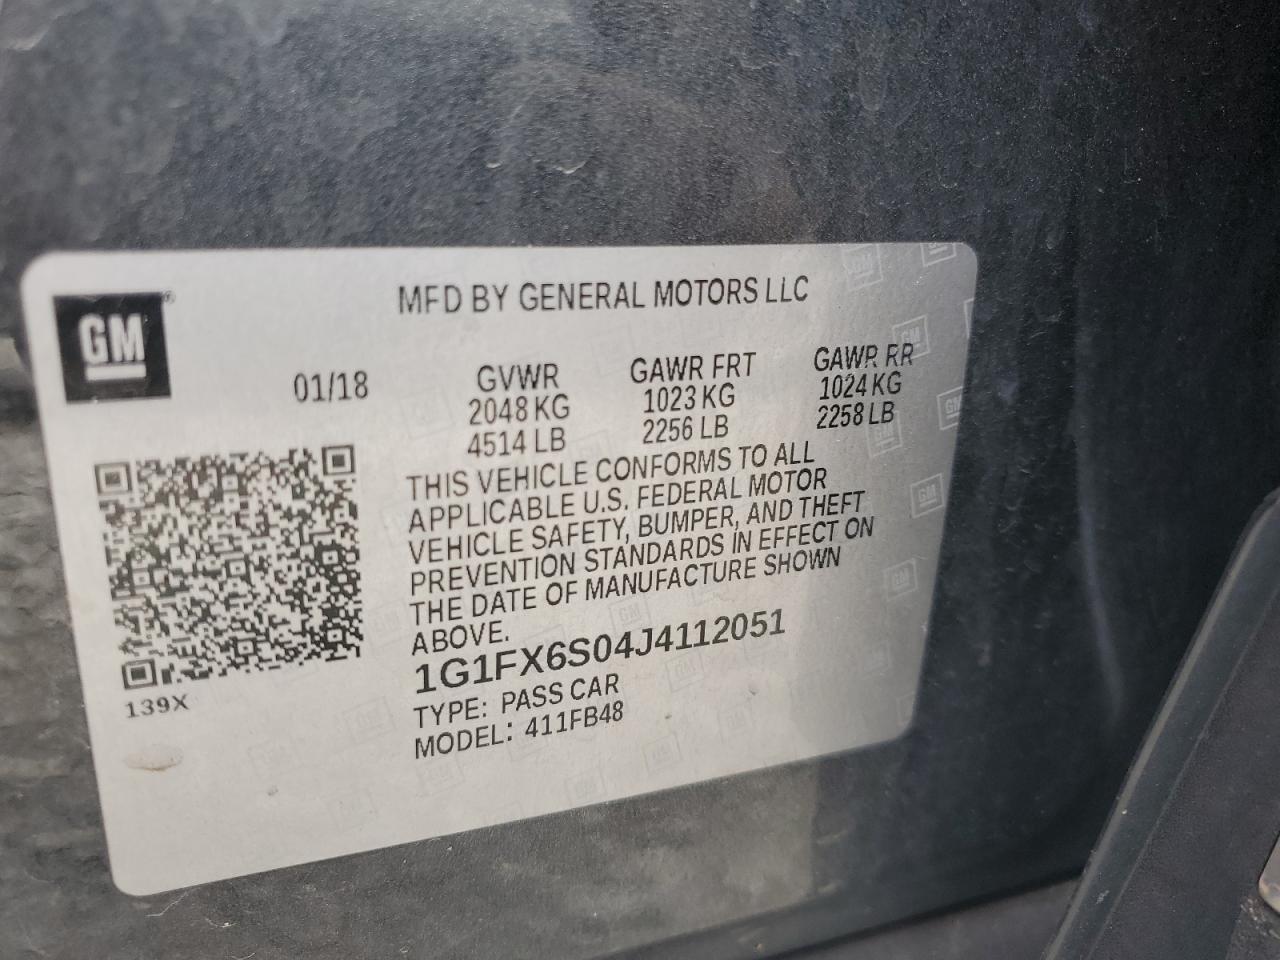 GM
MFD BY GENERAL MOTORS LLC
01/18
GVWR
2048 KG
4514 LB
GAWR FRT
1023 KG
2256 LB
GAWR RR
1024 KG
2258 LB
THIS VEHICLE CONFORMS TO ALL
APPLICABLE U.S. FEDERAL MOTOR
VEHICLE SAFETY, BUMPER, AND THEFT
PREVENTION STANDARDS IN EFFECT ON
THE DATE OF MANUFACTURE SHOWN
ABOVE.
1G1FX6S04J4112051
TYPE: PASS CAR
MODEL: 411FB48
139X